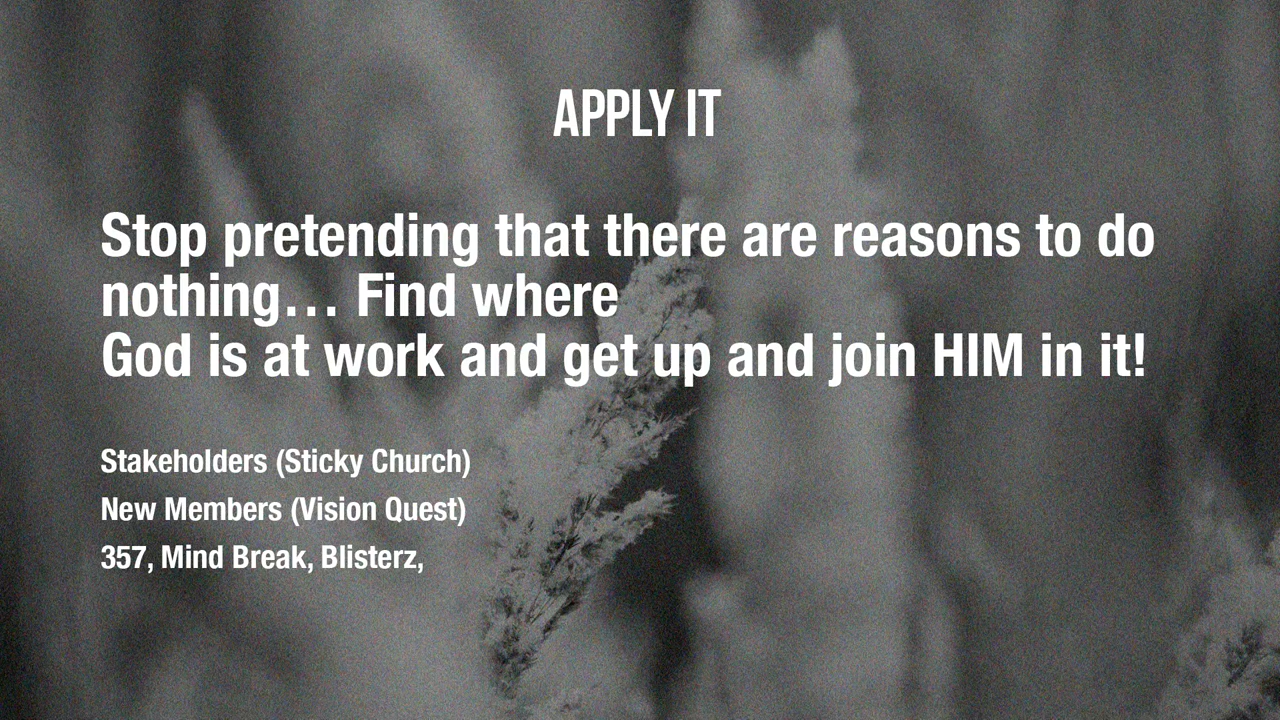 APPLY IT
Stop pretending that there are reasons to do
nothing… Find where
God is at work and get up and join HIM in it!
Stakeholders (Sticky Church)
New Members (Vision Quest)
357, Mind Break, Blisterz,